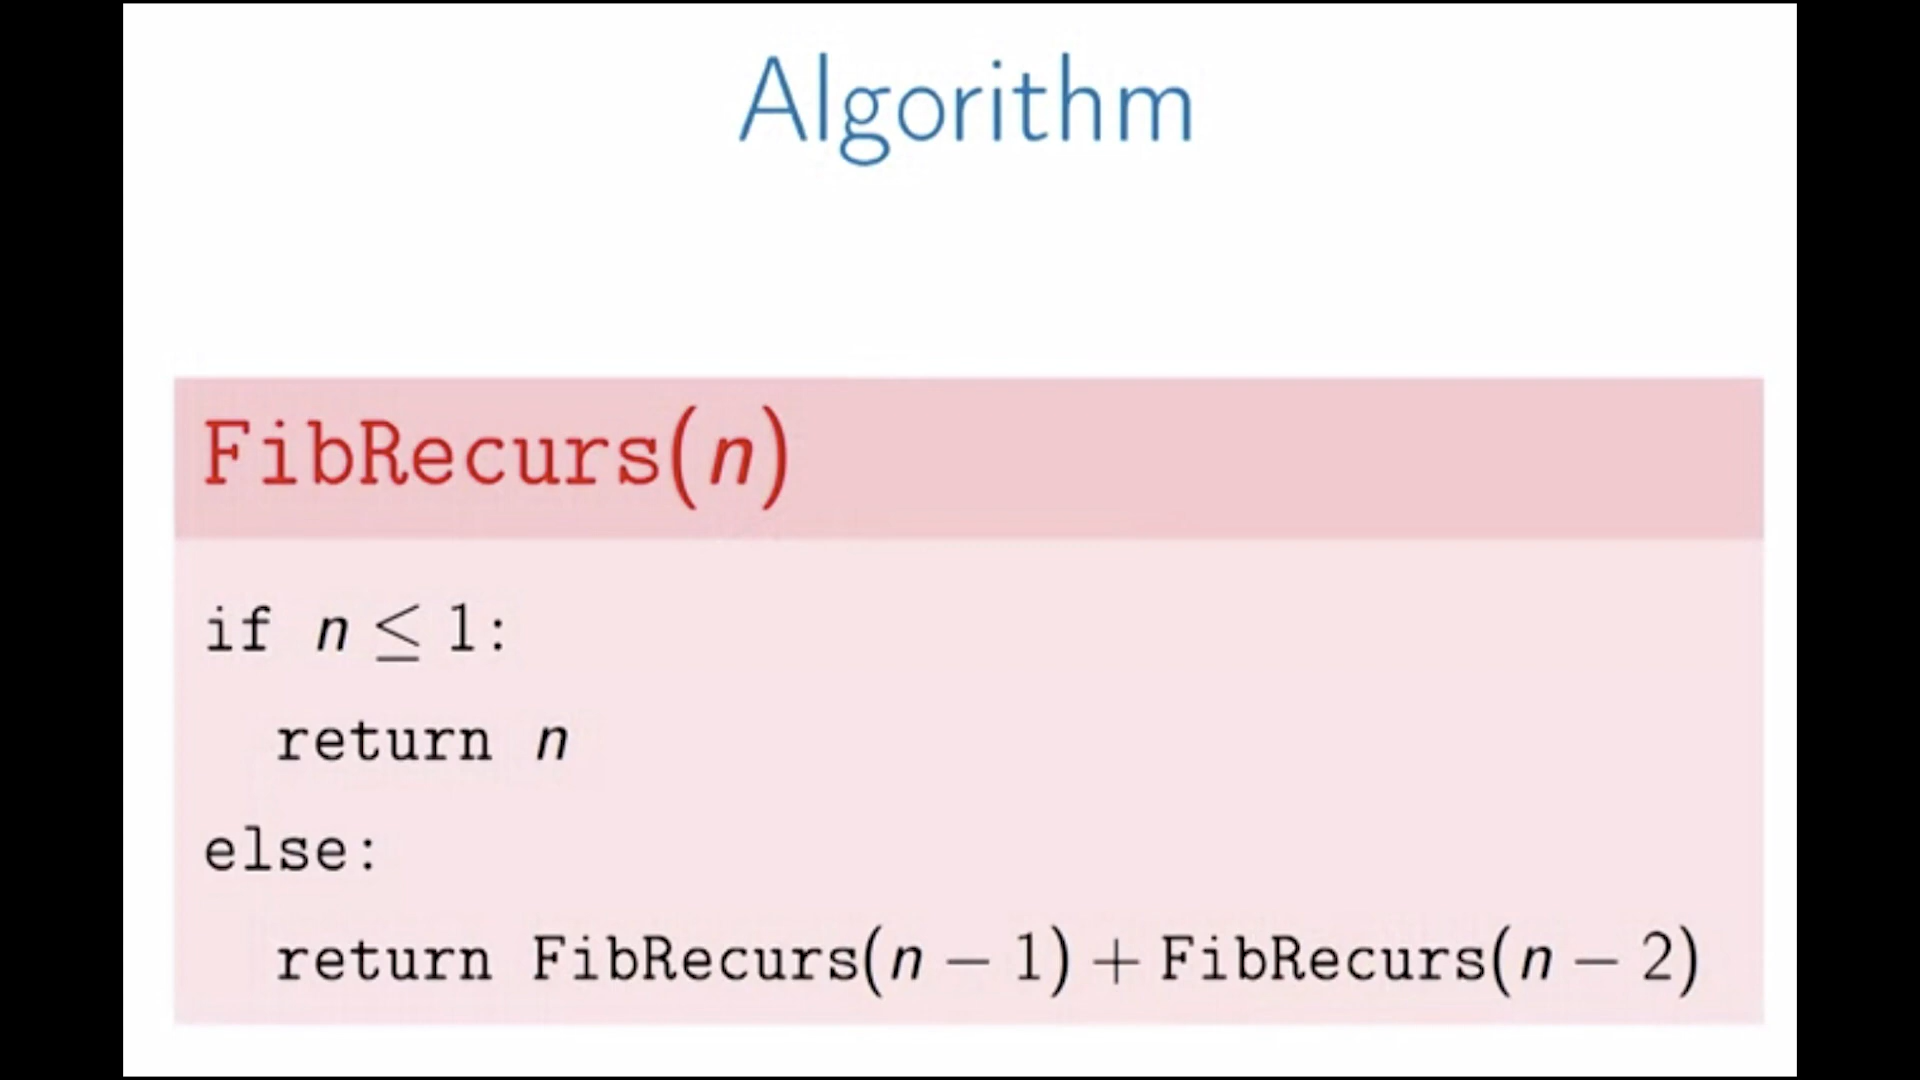 Algorithm
FibRecurs(n)
if n ≤ 1:
return n
else:
return FibRecurs(n − 1) + FibRecurs(n − 2)